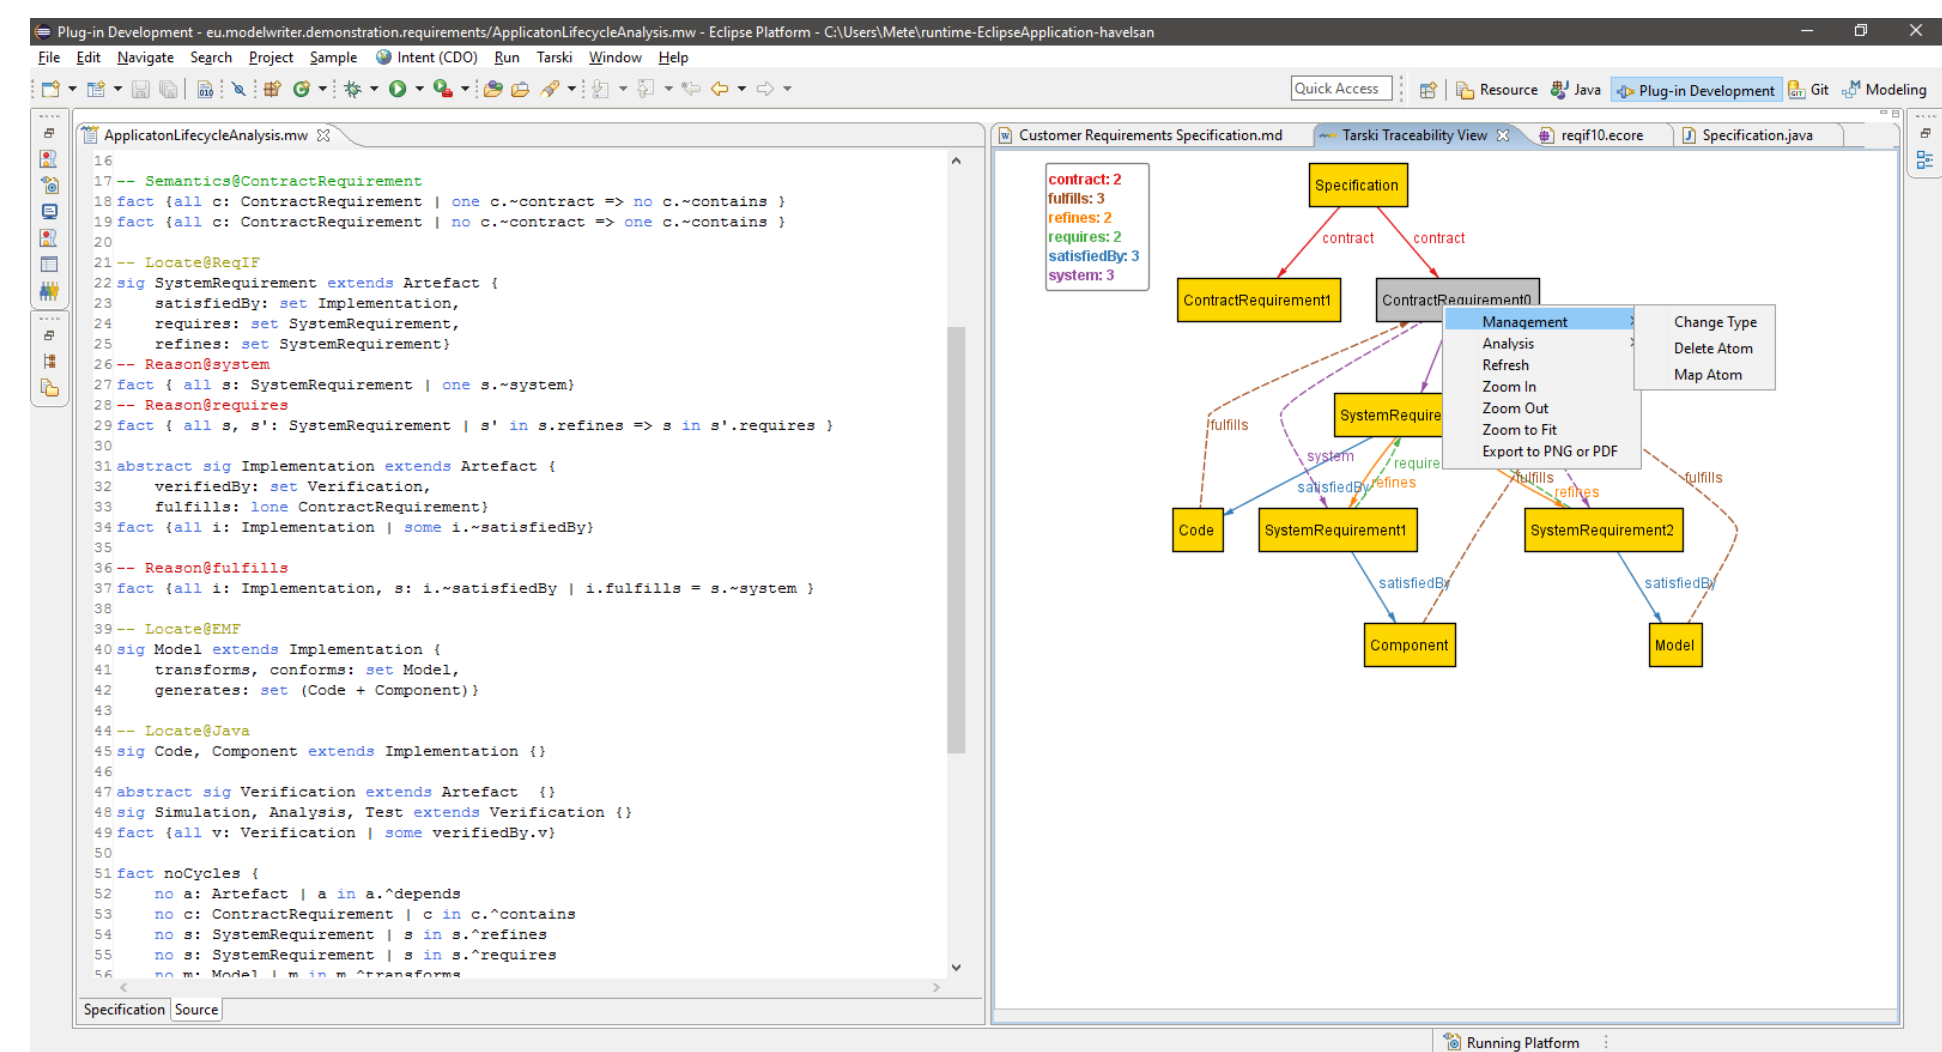 Plug-in Development - eu.modelwriter.demonstration.requirements/ApplicatonLifecycleAnalysis.mw - Eclipse Platform - C:\Users\Mete\runtime-EclipseApplication-havelsan
File Edit Navigate Search Project Sample Intent (CDO) Run Tarski Window Help
Quick Access Resource Java Plug-in Development Git Modeling
ApplicatonLifecycleAnalysis.mw
16
17 -- Semantics@ContractRequirement
18 fact {all c: ContractRequirement | one c.~contract => no c.~contains }
19 fact {all c: ContractRequirement | no c.~contract => one c.~contains }
20
21 -- Locate@ReqIF
22 sig SystemRequirement extends Artefact {
23 satisfiedBy: set Implementation,
24 requires: set SystemRequirement,
25 refines: set SystemRequirement}
26 -- Reason@system
27 fact { all s: SystemRequirement | one s.~system}
28 -- Reason@requires
29 fact { all s, s': SystemRequirement | s' in s.refines => s in s'.requires }
30
31 abstract sig Implementation extends Artefact {
32 verifiedBy: set Verification,
33 fulfills: lone ContractRequirement}
34 fact {all i: Implementation | some i.~satisfiedBy}
35
36 -- Reason@fulfills
37 fact {all i: Implementation, s: i.~satisfiedBy | i.fulfills = s.~system }
38
39 -- Locate@EMF
40 sig Model extends Implementation {
41 transforms, conforms: set Model,
42 generates: set (Code + Component)}
43
44 -- Locate@Java
45 sig Code, Component extends Implementation {}
46
47 abstract sig Verification extends Artefact {}
48 sig Simulation, Analysis, Test extends Verification {}
49 fact {all v: Verification | some verifiedBy.v}
50
51 fact noCycles {
52 no a: Artefact | a in a.^depends
53 no c: ContractRequirement | c in c.^contains
54 no s: SystemRequirement | s in s.^refines
55 no s: SystemRequirement | s in s.^requires
56 no m: Model | m in m.^transforms
Specification Source
Customer Requirements Specification.md Tarski Traceability View reqif10.ecore Specification.java
contract: 2
fulfills: 3
refines: 2
requires: 2
satisfiedBy: 3
system: 3
Specification
contract contract
ContractRequirement1 ContractRequirement0
Management Change Type
Analysis Delete Atom
Refresh Map Atom
Zoom In
Zoom Out
Zoom to Fit
Export to PNG or PDF
SystemRequire
fulfills
system require
satisfiedBy refines fulfills refines fulfills
Code SystemRequirement1 SystemRequirement2
satisfiedBy satisfiedBy
Component Model
Running Platform